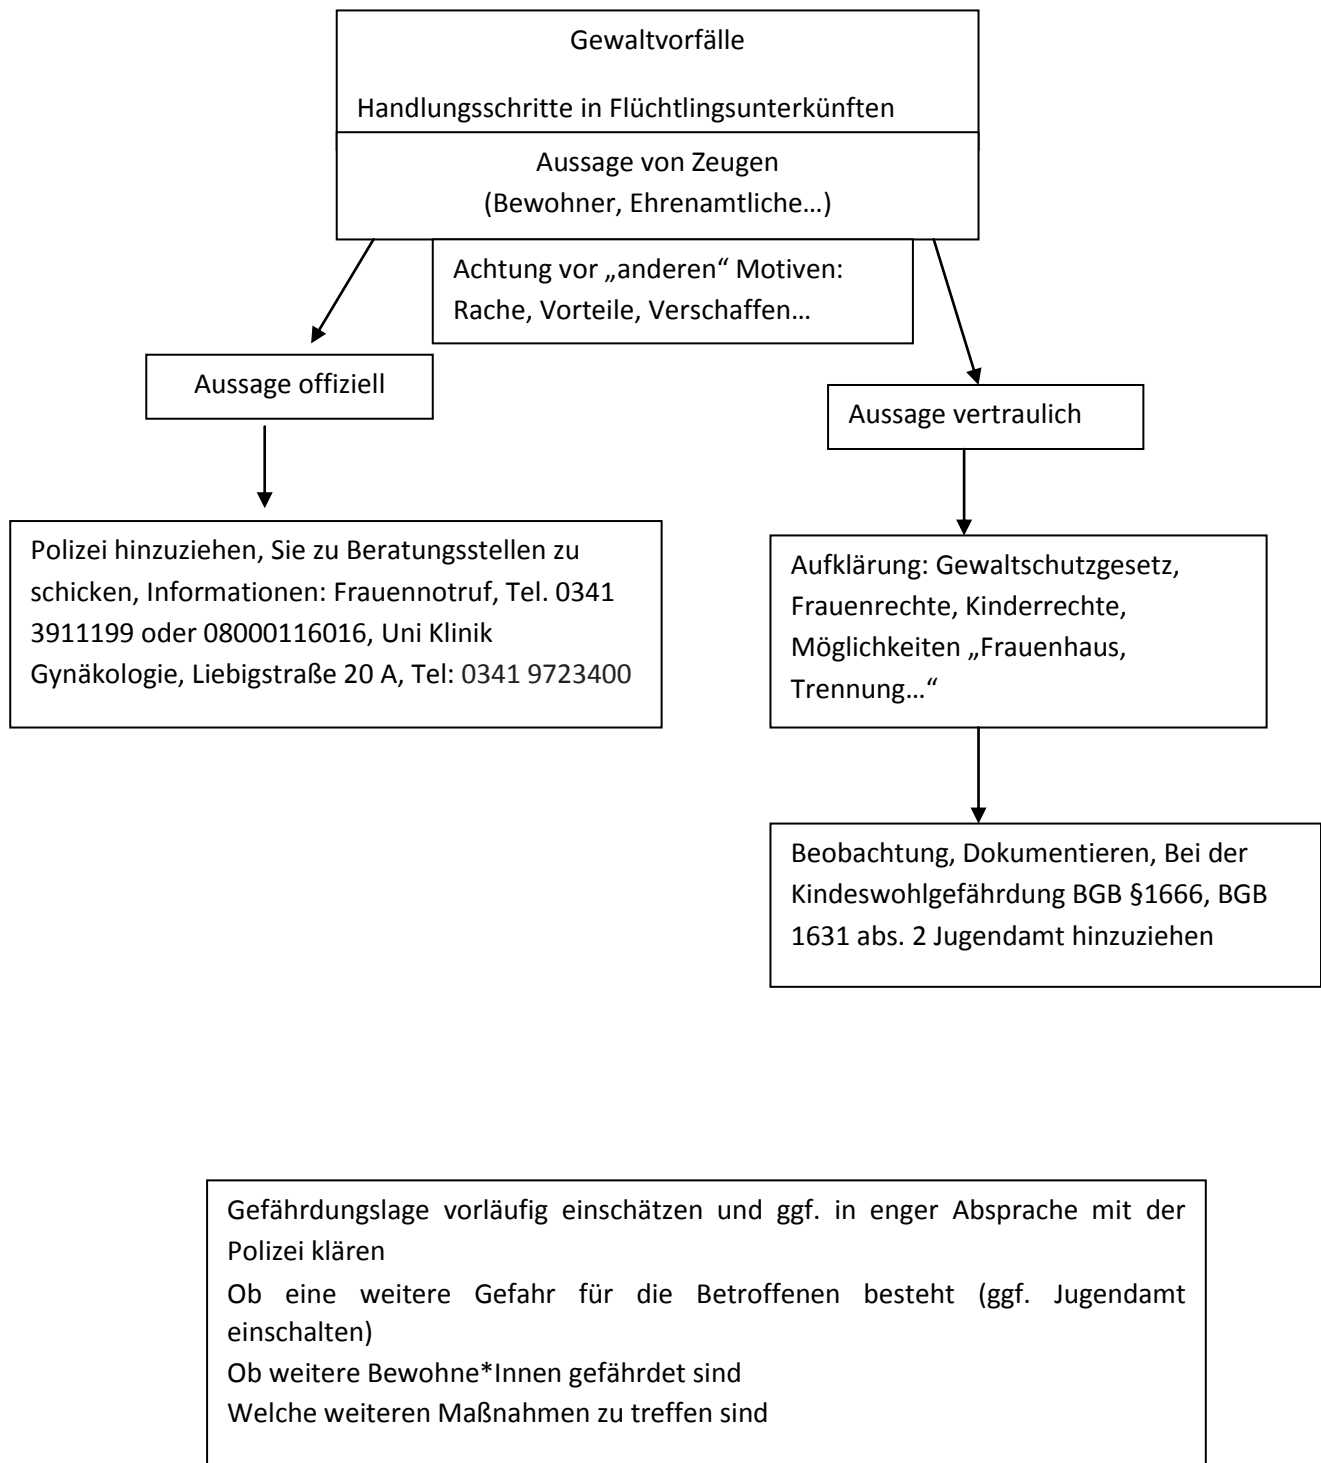 Gewaltvorfälle
Handlungsschritte in Flüchtlingsunterkünften
Aussage von Zeugen
(Bewohner, Ehrenamtliche…)
Achtung vor „anderen“ Motiven:
Rache, Vorteile, Verschaffen…
Aussage offiziell
Aussage vertraulich
Polizei hinzuziehen, Sie zu Beratungsstellen zu
schicken, Informationen: Frauennotruf, Tel. 0341
3911199 oder 08000116016, Uni Klinik
Gynäkologie, Liebigstraße 20 A, Tel: 0341 9723400
Aufklärung: Gewaltschutzgesetz,
Frauenrechte, Kinderrechte,
Möglichkeiten „Frauenhaus,
Trennung…“
Beobachtung, Dokumentieren, Bei der
Kindeswohlgefährdung BGB §1666, BGB
1631 abs. 2 Jugendamt hinzuziehen
Gefährdungslage vorläufig einschätzen und ggf. in enger Absprache mit der
Polizei klären
Ob eine weitere Gefahr für die Betroffenen besteht (ggf. Jugendamt
einschalten)
Ob weitere Bewohne*Innen gefährdet sind
Welche weiteren Maßnahmen zu treffen sind